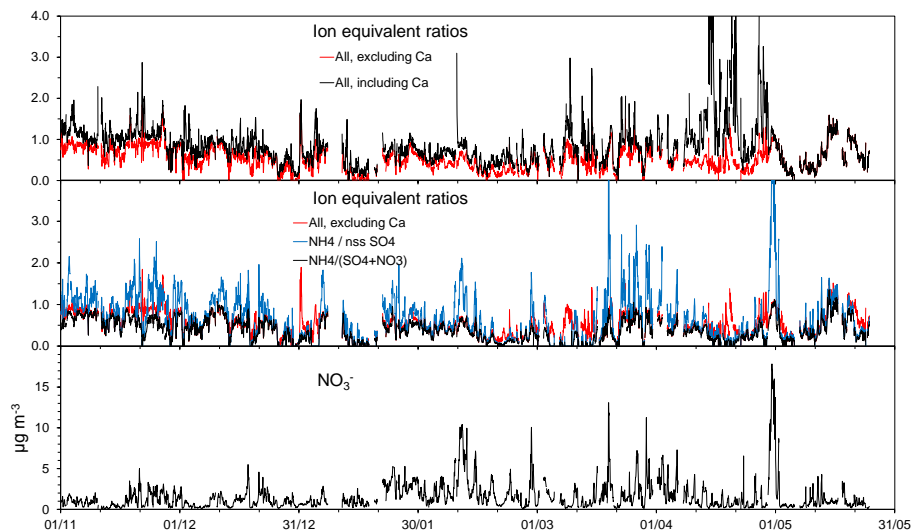 4.0
Ion equivalent ratios
All, excluding Ca
3.0
All, including Ca
2.0
1.0
0.0
Ion equivalent ratios
All, excluding Ca
3.0
NH4 / nss SO4
NH4/(SO4+NO3)
2.0
1.0
0.0
NO₃⁻
15
10
5
0
µg m⁻³
01/11 01/12 31/12 30/01 01/03 01/04 01/05 31/05